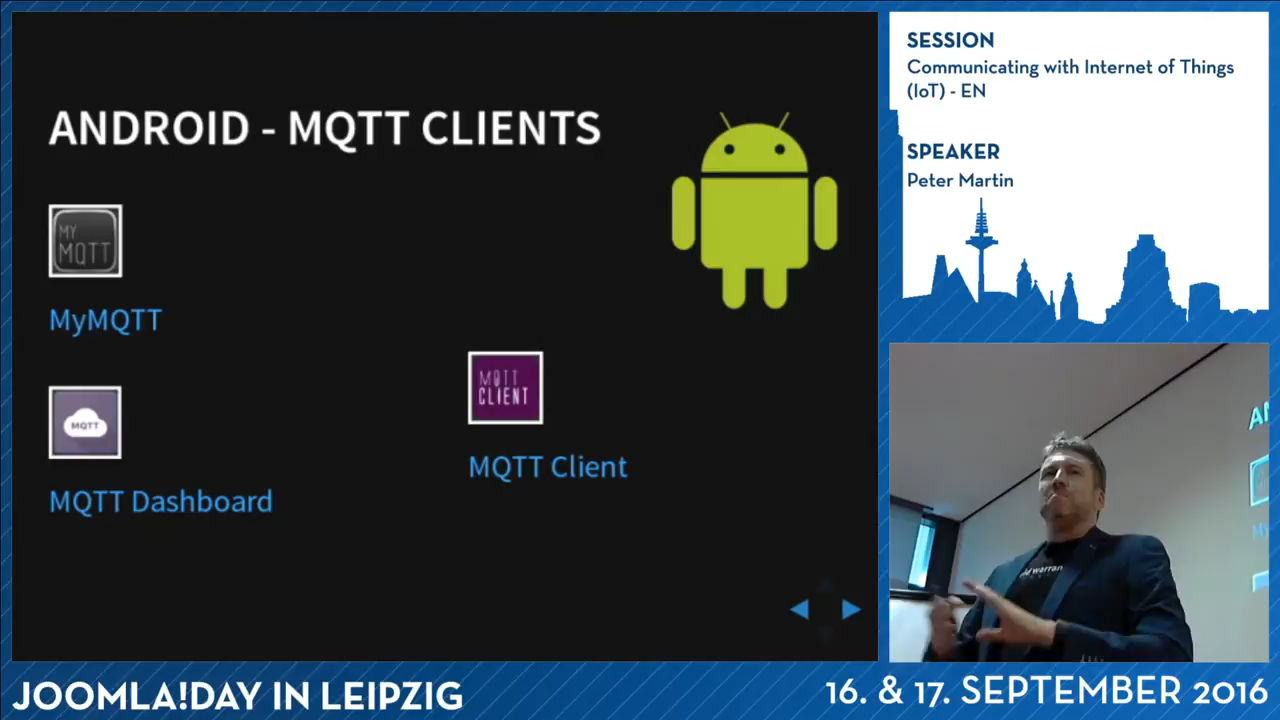 ANDROID - MQTT CLIENTS
MY
MQTT
MyMQTT
MQTT
MQTT Dashboard
MQTT
CLIENT
MQTT Client
SESSION
Communicating with Internet of Things
(IoT) - EN
SPEAKER
Peter Martin
JOOMLA!DAY IN LEIPZIG
16. & 17. SEPTEMBER 2016